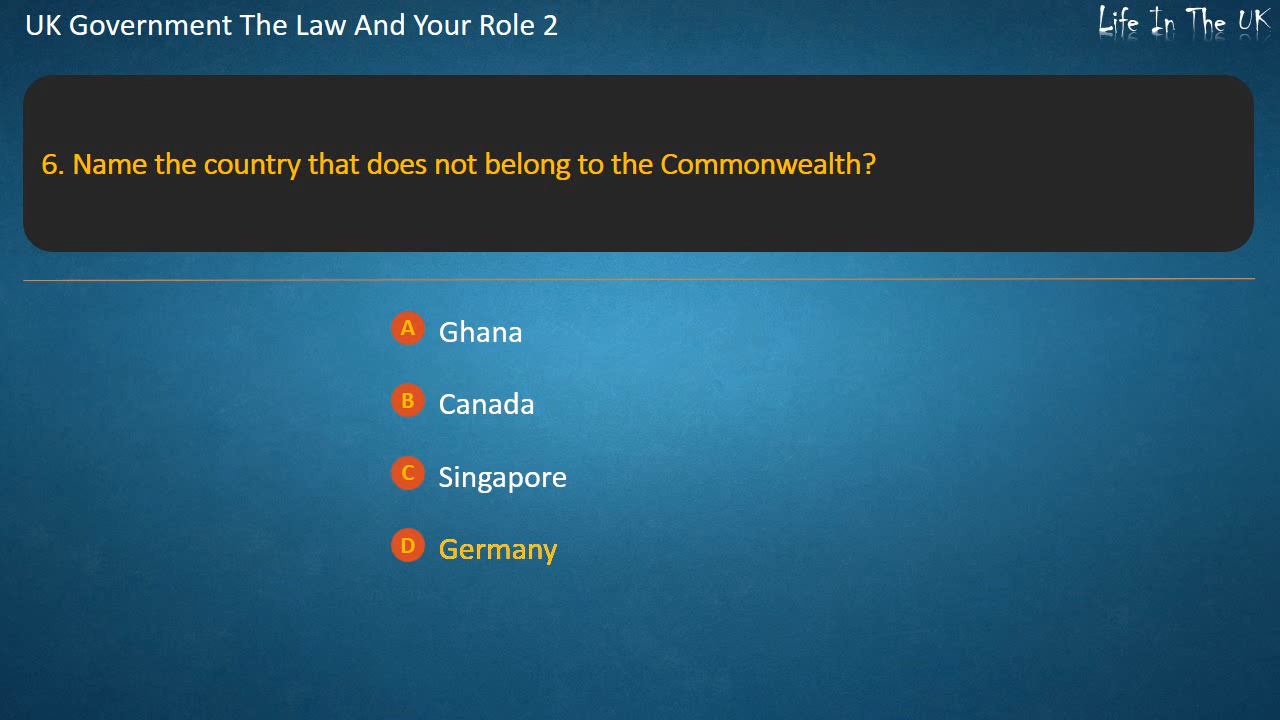 UK Government The Law And Your Role 2
Life In The UK
6. Name the country that does not belong to the Commonwealth?
A Ghana
B Canada
C Singapore
D Germany